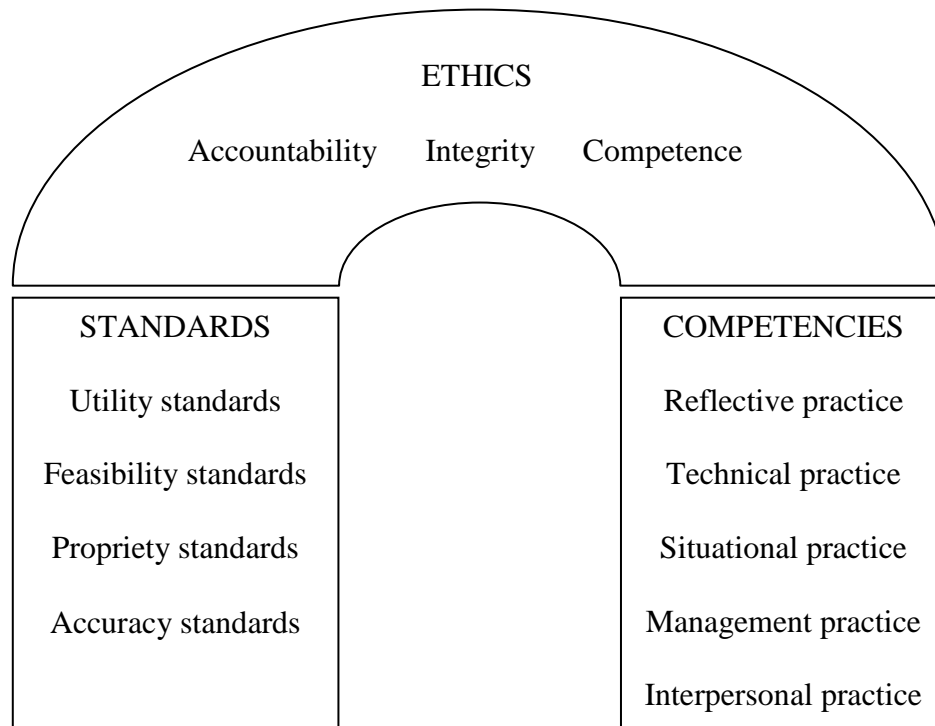 ETHICS
Accountability Integrity Competence
STANDARDS
Utility standards
Feasibility standards
Propriety standards
Accuracy standards
COMPETENCIES
Reflective practice
Technical practice
Situational practice
Management practice
Interpersonal practice